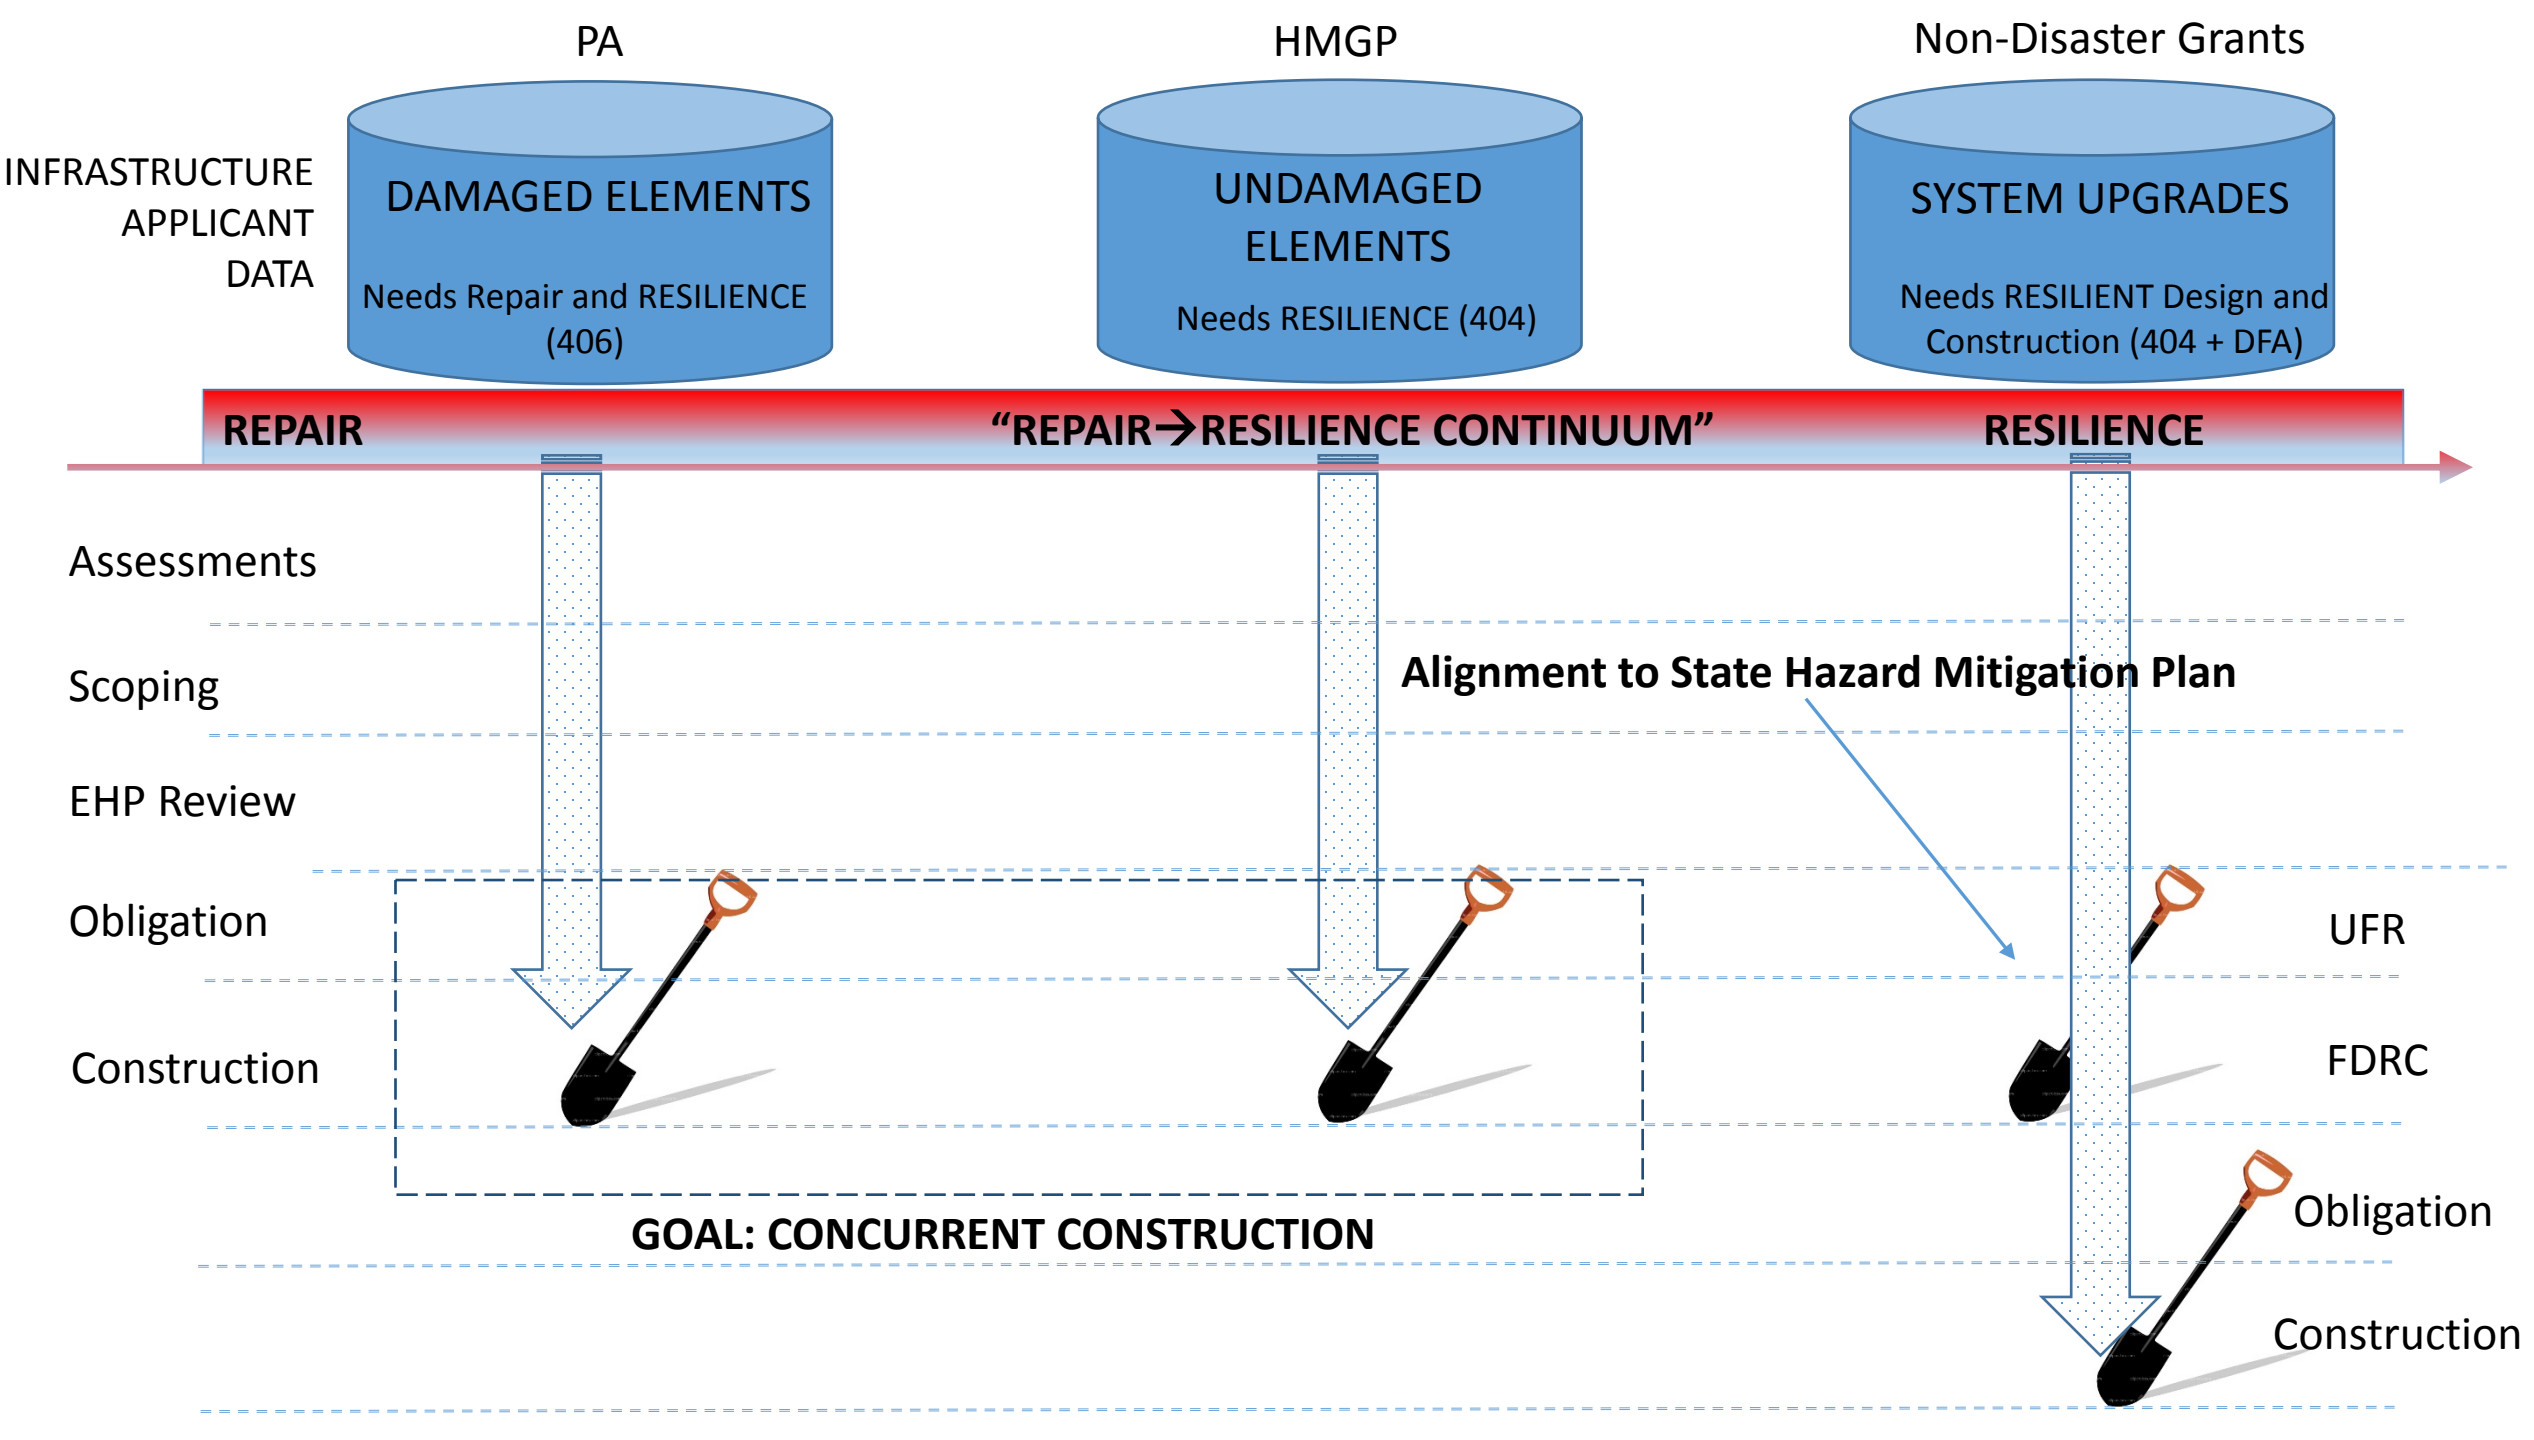 PA
HMGP
Non-Disaster Grants
INFRASTRUCTURE
APPLICANT
DATA
DAMAGED ELEMENTS
Needs Repair and RESILIENCE
(406)
UNDAMAGED
ELEMENTS
Needs RESILIENCE (404)
SYSTEM UPGRADES
Needs RESILIENT Design and
Construction (404 + DFA)
REPAIR
“REPAIR→RESILIENCE CONTINUUM”
RESILIENCE
Assessments
Scoping
Alignment to State Hazard Mitigation Plan
EHP Review
Obligation
UFR
Construction
FDRC
GOAL: CONCURRENT CONSTRUCTION
Obligation
Construction